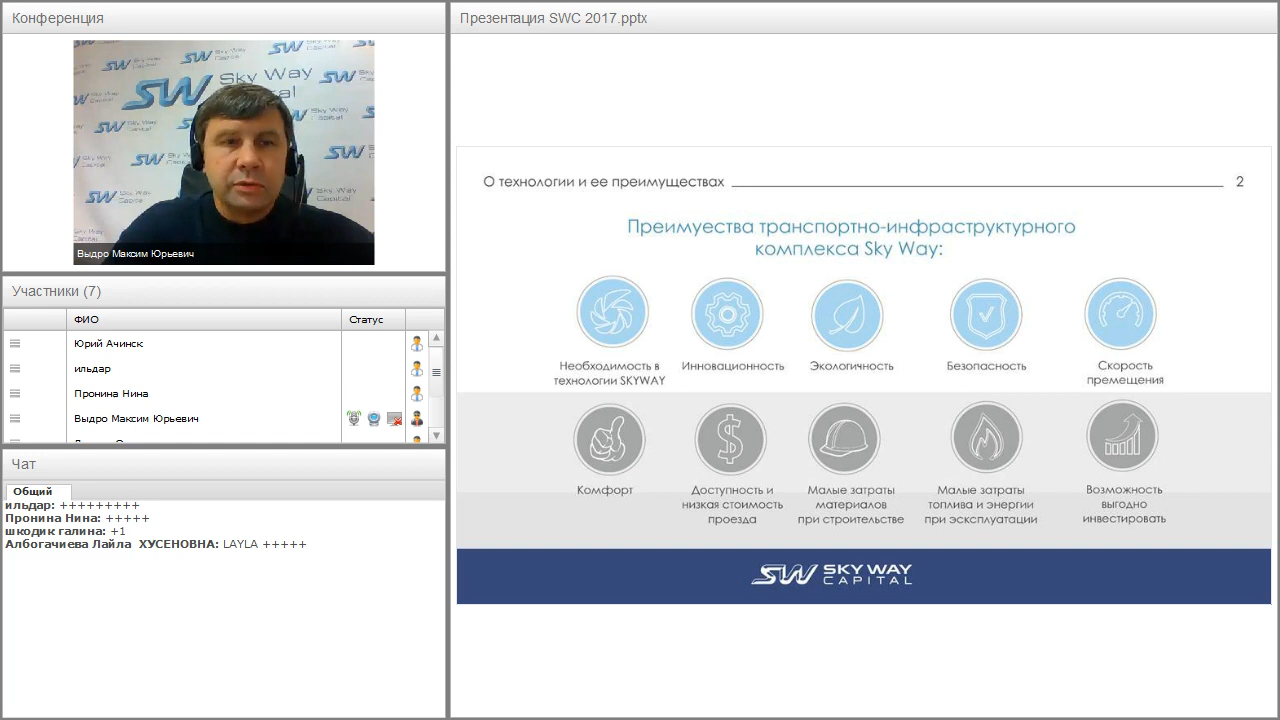 Конференция
SW Sky Way Capital
Выдро Максим Юрьевич
Участники (7)
ФИО
Статус
Юрий Ачинск
ильдар
Пронина Нина
Выдро Максим Юрьевич
Чат
Общий
ильдар: +++++++++
Пронина Нина: +++++
шкодик галина: +1
Албогачиева Лайла ХУСЕНОВНА: LAYLA +++++
Презентация SWC 2017.pptx
О технологии и ее преимуществах 2
Преимуества транспортно-инфраструктурного
комплекса Sky Way:
Необходимость в
технологии SKYWAY
Инновационность
Экологичность
Безопасность
Скорость
премещения
Комфорт
Доступность и
низкая стоимость
проезда
Малые затраты
материалов
при строительстве
Малые затраты
топлива и энергии
при эксплуатации
Возможность
выгодно
инвестировать
SW SKY WAY
CAPITAL